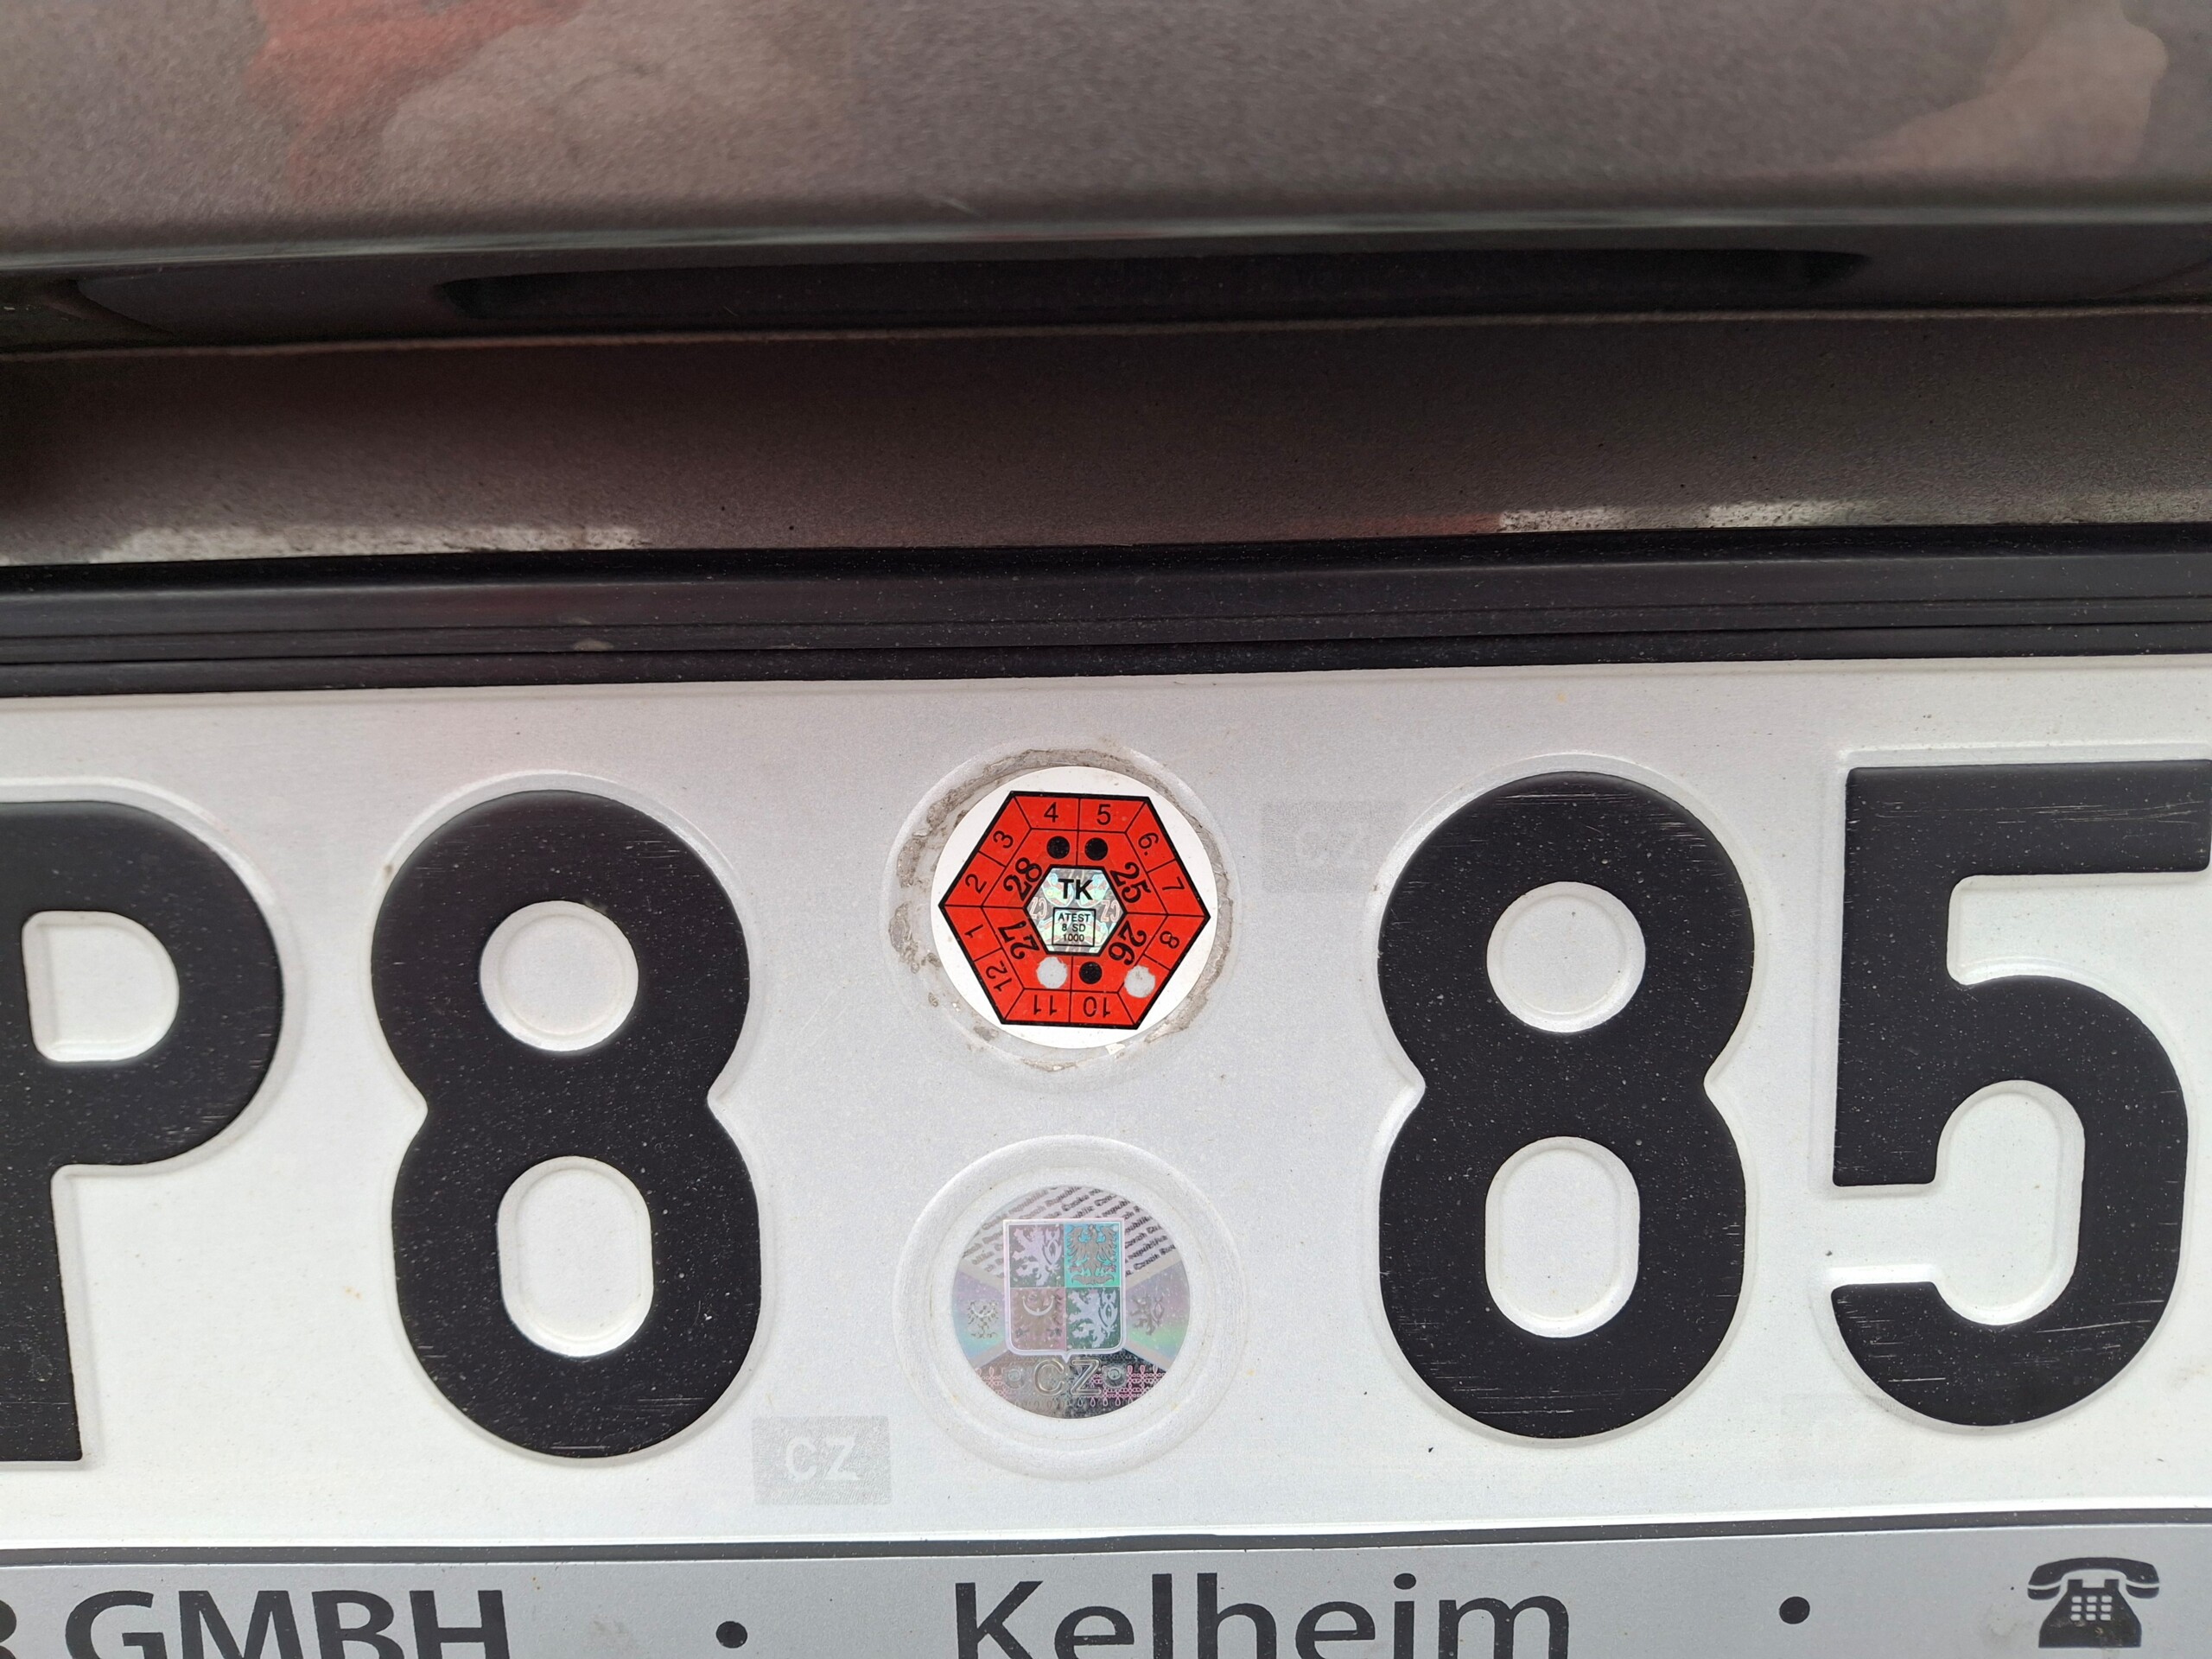 P8 85
4 5
3 6
2 28 25 7
TK
ATEST
8 SD
1000
1 27 26 8
12
11 10
CZ
CZ
CZ
GMBH • Kelheim •